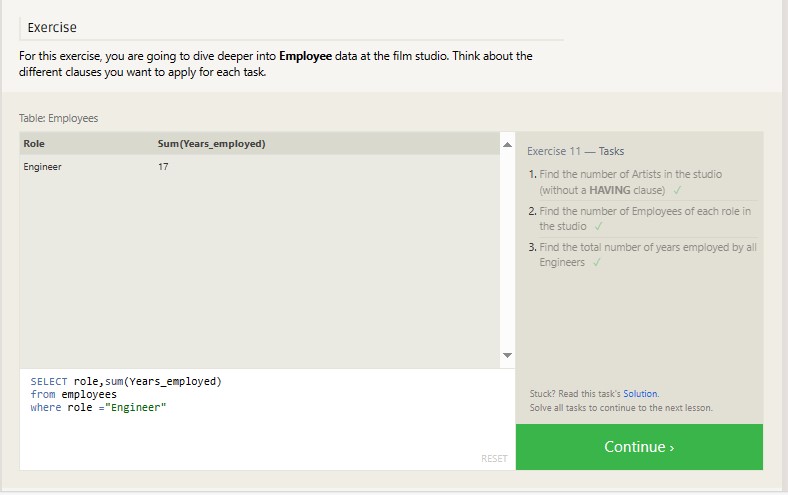 Exercise
For this exercise, you are going to dive deeper into Employee data at the film studio. Think about the
different clauses you want to apply for each task.
Table: Employees
Role Sum(Years_employed)
Engineer 17
SELECT role,sum(Years_employed)
from employees
where role ="Engineer"
RESET
Exercise 11 — Tasks
1. Find the number of Artists in the studio
(without a HAVING clause) ✓
2. Find the number of Employees of each role in
the studio ✓
3. Find the total number of years employed by all
Engineers ✓
Stuck? Read this task's Solution.
Solve all tasks to continue to the next lesson.
Continue ›